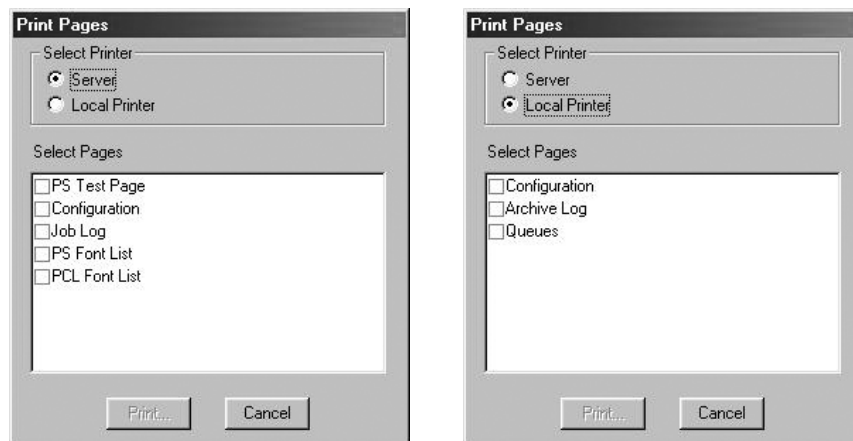 Print Pages
Select Printer
Server
Local Printer
Select Pages
PS Test Page
Configuration
Job Log
PS Font List
PCL Font List
Print...
Cancel
Print Pages
Select Printer
Server
Local Printer
Select Pages
Configuration
Archive Log
Queues
Print...
Cancel